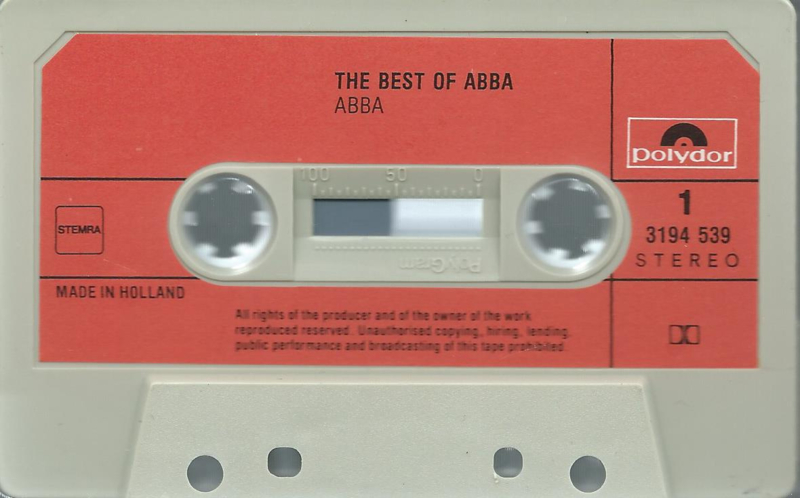 THE BEST OF ABBA
ABBA
polydor
100 50 0
1
STEMRA
3194 539
STEREO
PolyGram
MADE IN HOLLAND
All rights of the producer and of the owner of the work
reproduced reserved. Unauthorised copying, hiring, lending,
public performance and broadcasting of this tape prohibited.